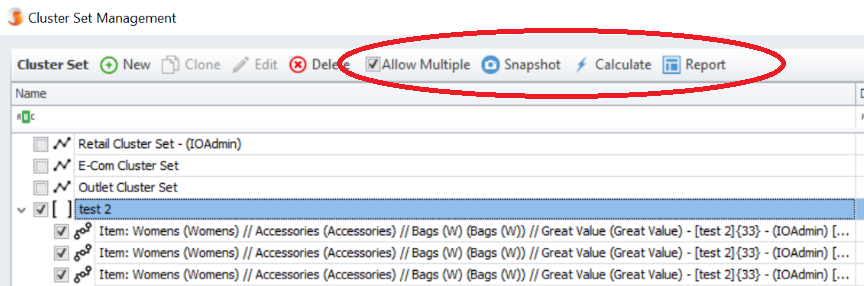 Cluster Set Management
Cluster Set New Clone Edit Delete Allow Multiple Snapshot Calculate Report
Name
Retail Cluster Set - (IOAdmin)
E-Com Cluster Set
Outlet Cluster Set
[ ] test 2
Item: Womens (Womens) // Accessories (Accessories) // Bags (W) (Bags (W)) // Great Value (Great Value) - [test 2]{33} - (IOAdmin) [...
Item: Womens (Womens) // Accessories (Accessories) // Bags (W) (Bags (W)) // Great Value (Great Value) - [test 2]{33} - (IOAdmin) [...
Item: Womens (Womens) // Accessories (Accessories) // Bags (W) (Bags (W)) // Great Value (Great Value) - [test 2]{33} - (IOAdmin) [...